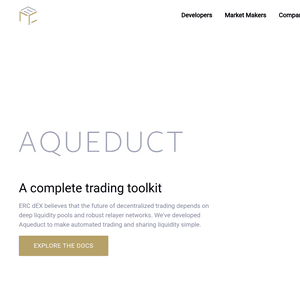 Developers Market Makers Compa
AQUEDUCT
A complete trading toolkit
ERC dEX believes that the future of decentralized trading depends on
deep liquidity pools and robust relayer networks. We've developed
Aqueduct to make automated trading and sharing liquidity simple.
EXPLORE THE DOCS